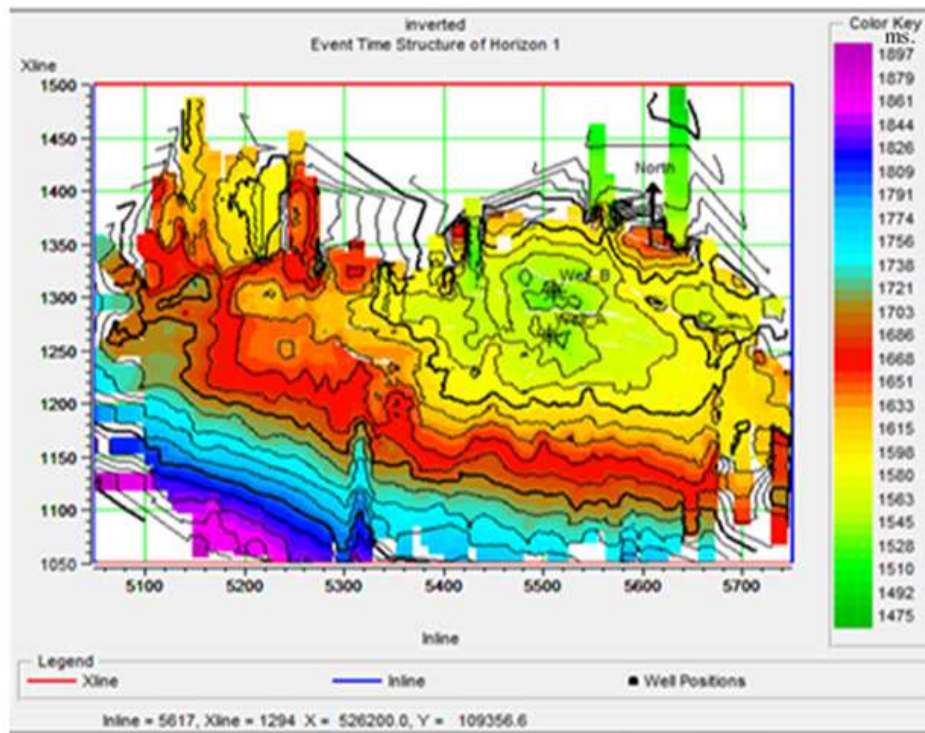 inverted
Event Time Structure of Horizon 1
Color Key
ms.
Xline
1500
1450
1400
1350
1300
1250
1200
1150
1100
1050
North
Well_B
5100 5200 5300 5400 5500 5600 5700
Inline
1897
1879
1861
1844
1826
1809
1791
1774
1756
1738
1721
1703
1686
1668
1651
1633
1615
1598
1580
1563
1545
1528
1510
1492
1475
Legend
Xline Inline Well Positions
Inline = 5617, Xline = 1294 X = 526200.0, Y = 109356.6